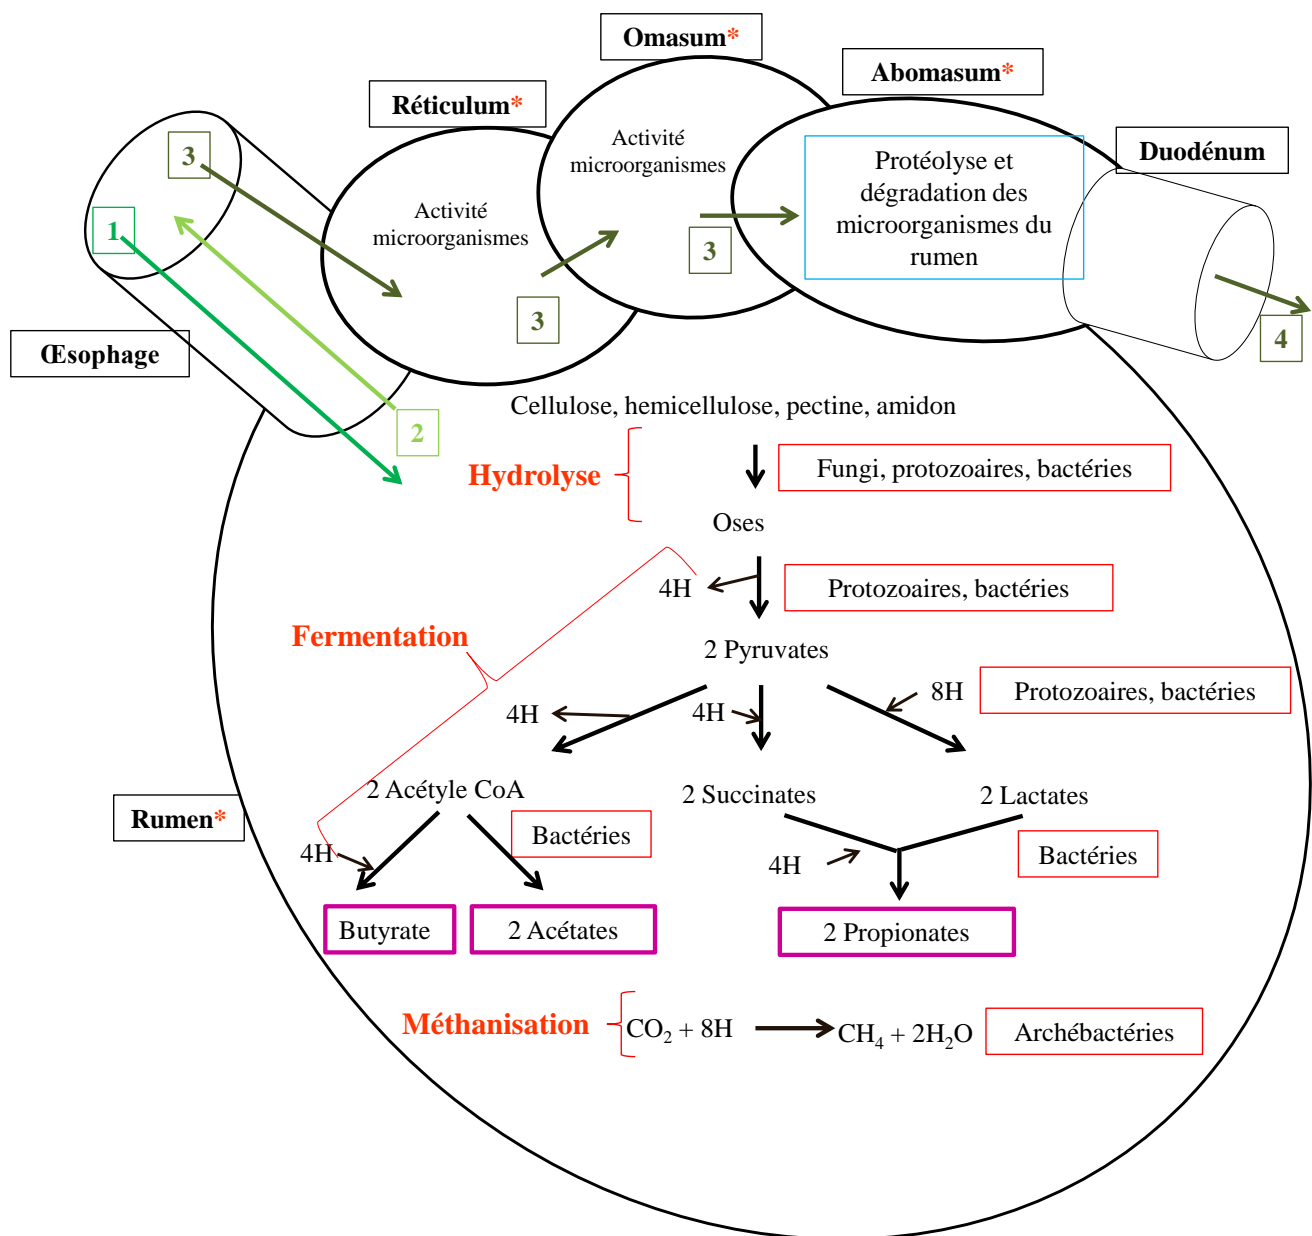 Omasum*
Abomasum*
Réticulum*
Duodénum
Activité
microorganismes
Protéolyse et
dégradation des
microorganismes du
rumen
3
1
Activité
microorganismes
3
3
4
Œsophage
2
Cellulose, hemicellulose, pectine, amidon
Hydrolyse
Fungi, protozoaires, bactéries
Oses
4H
Protozoaires, bactéries
Fermentation
2 Pyruvates
4H
4H
8H
Protozoaires, bactéries
2 Acétyle CoA
2 Succinates
2 Lactates
Rumen*
4H
Bactéries
4H
Bactéries
Butyrate
2 Acétates
2 Propionates
Méthanisation
CO₂ + 8H
CH₄ + 2H₂O
Archébactéries